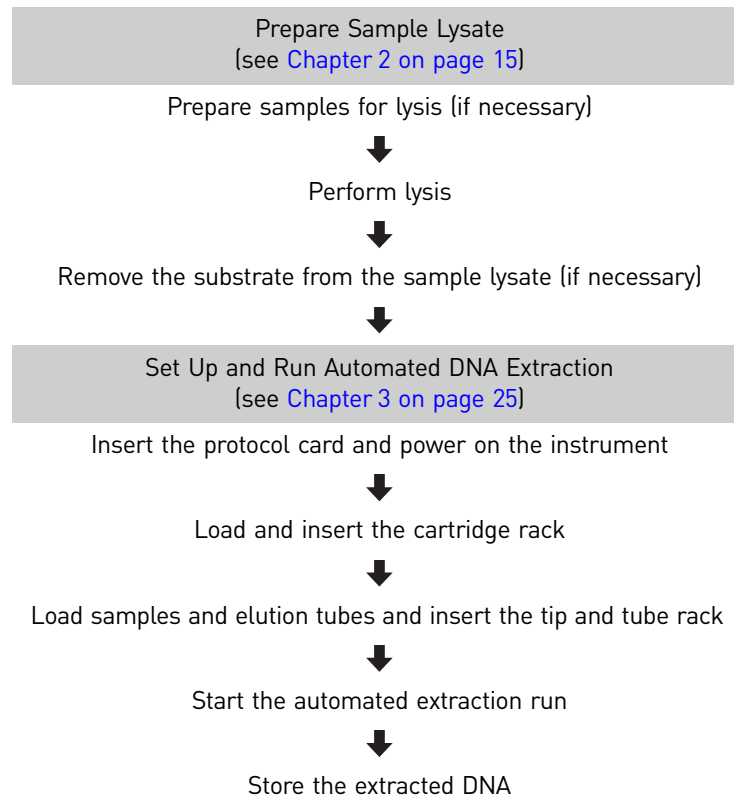 Prepare Sample Lysate
(see Chapter 2 on page 15)
Prepare samples for lysis (if necessary)
Perform lysis
Remove the substrate from the sample lysate (if necessary)
Set Up and Run Automated DNA Extraction
(see Chapter 3 on page 25)
Insert the protocol card and power on the instrument
Load and insert the cartridge rack
Load samples and elution tubes and insert the tip and tube rack
Start the automated extraction run
Store the extracted DNA